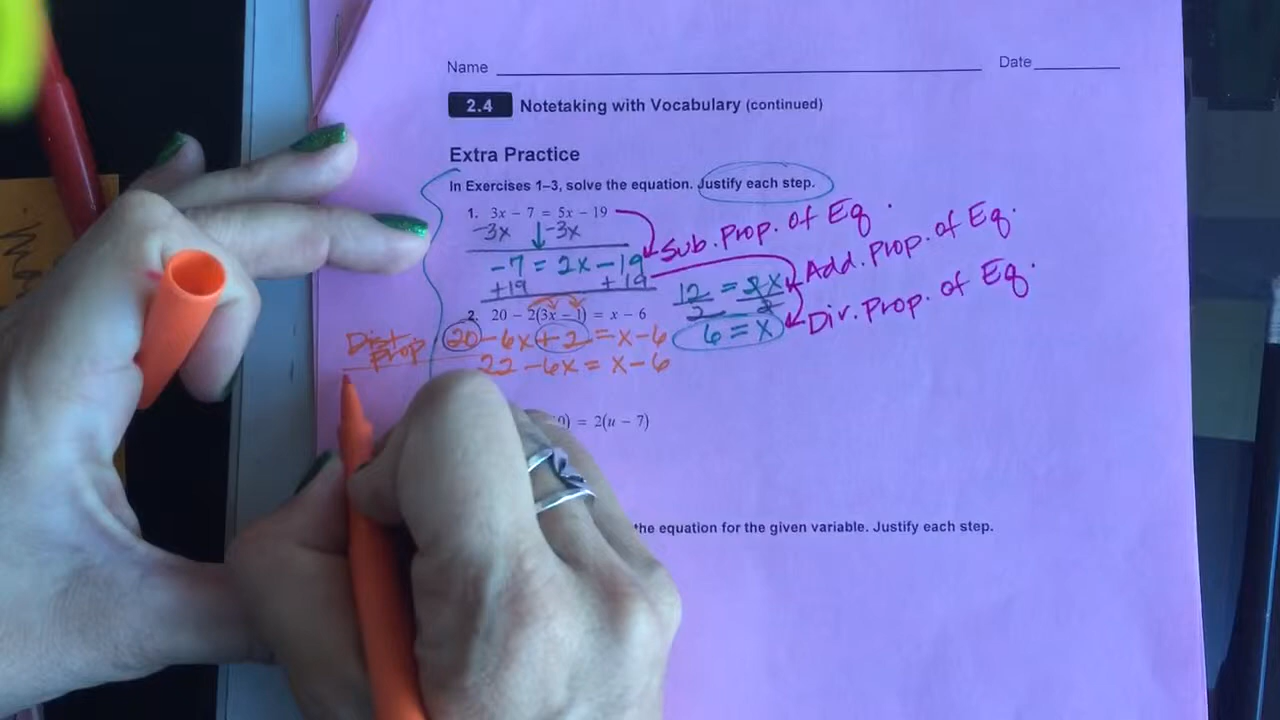 Name Date
2.4 Notetaking with Vocabulary (continued)
Extra Practice
In Exercises 1–3, solve the equation. Justify each step.
1. 3x – 7 = 5x – 19
-3x -3x
Sub. Prop. of Eq.
-7 = 2x - 19
+19 +19
12 = 2x
2 2
Add. Prop. of Eq.
6 = x
Div. Prop. of Eq.
2. 20 – 2(3x – 1) = x – 6
Dist. Prop
20 - 6x + 2 = x - 6
22 - 6x = x - 6
0) = 2(u – 7)
the equation for the given variable. Justify each step.